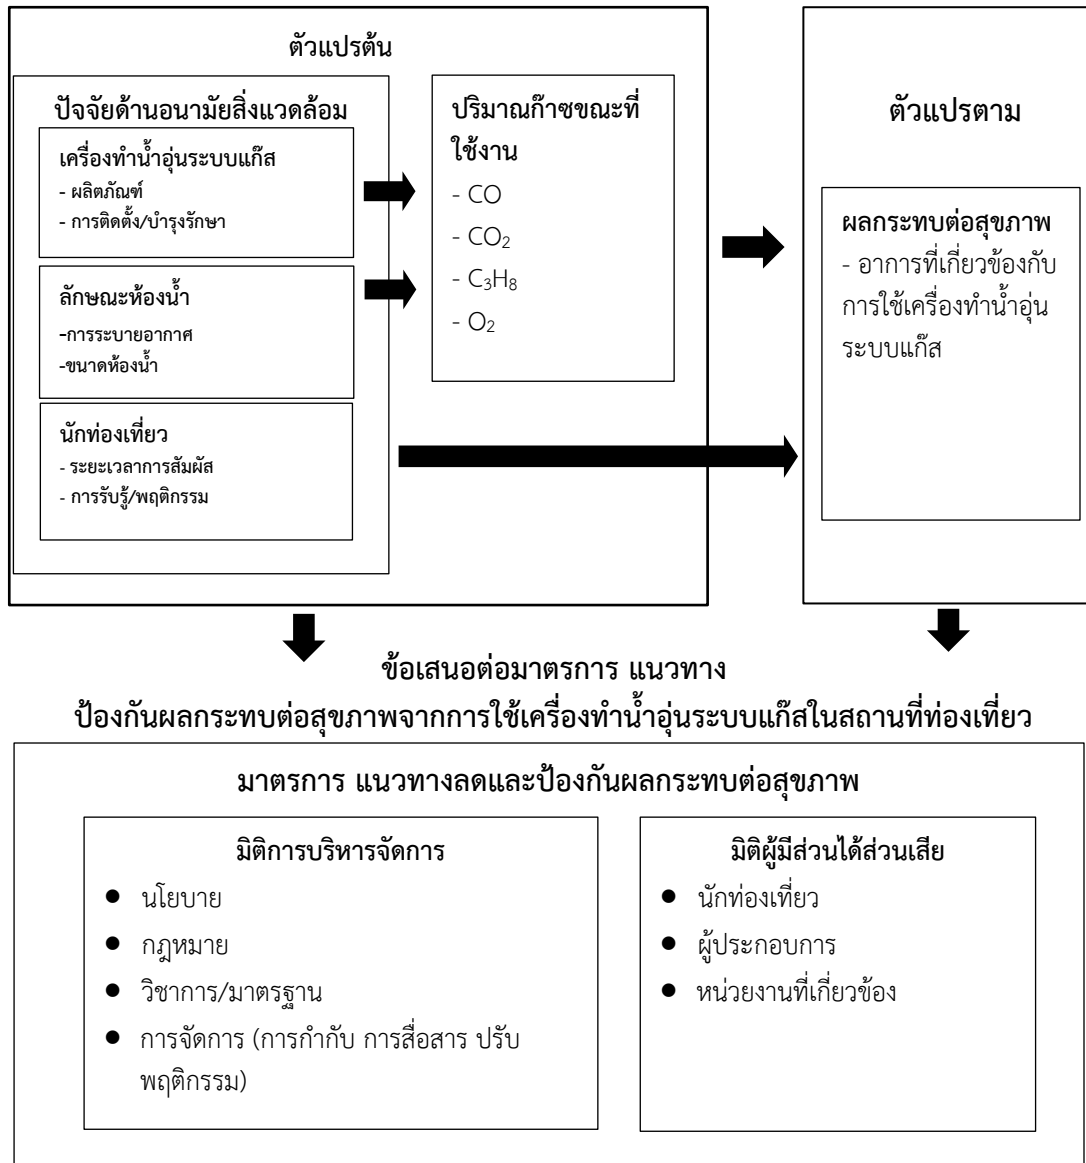 ตัวแปรต้น
ปัจจัยด้านอนามัยสิ่งแวดล้อม
เครื่องทำน้ำอุ่นระบบแก๊ส
- ผลิตภัณฑ์
- การติดตั้ง/บำรุงรักษา
ลักษณะห้องน้ำ
-การระบายอากาศ
-ขนาดห้องน้ำ
นักท่องเที่ยว
- ระยะเวลาการสัมผัส
- การรับรู้/พฤติกรรม
ปริมาณก๊าซขณะที่
ใช้งาน
- CO
- CO₂
- C₃H₈
- O₂
ตัวแปรตาม
ผลกระทบต่อสุขภาพ
- อาการที่เกี่ยวข้องกับ
การใช้เครื่องทำน้ำอุ่น
ระบบแก๊ส
ข้อเสนอต่อมาตรการ แนวทาง
ป้องกันผลกระทบต่อสุขภาพจากการใช้เครื่องทำน้ำอุ่นระบบแก๊สในสถานที่ท่องเที่ยว
มาตรการ แนวทางลดและป้องกันผลกระทบต่อสุขภาพ
มิติการบริหารจัดการ
● นโยบาย
● กฎหมาย
● วิชาการ/มาตรฐาน
● การจัดการ (การกำกับ การสื่อสาร ปรับ
พฤติกรรม)
มิติผู้มีส่วนได้ส่วนเสีย
● นักท่องเที่ยว
● ผู้ประกอบการ
● หน่วยงานที่เกี่ยวข้อง